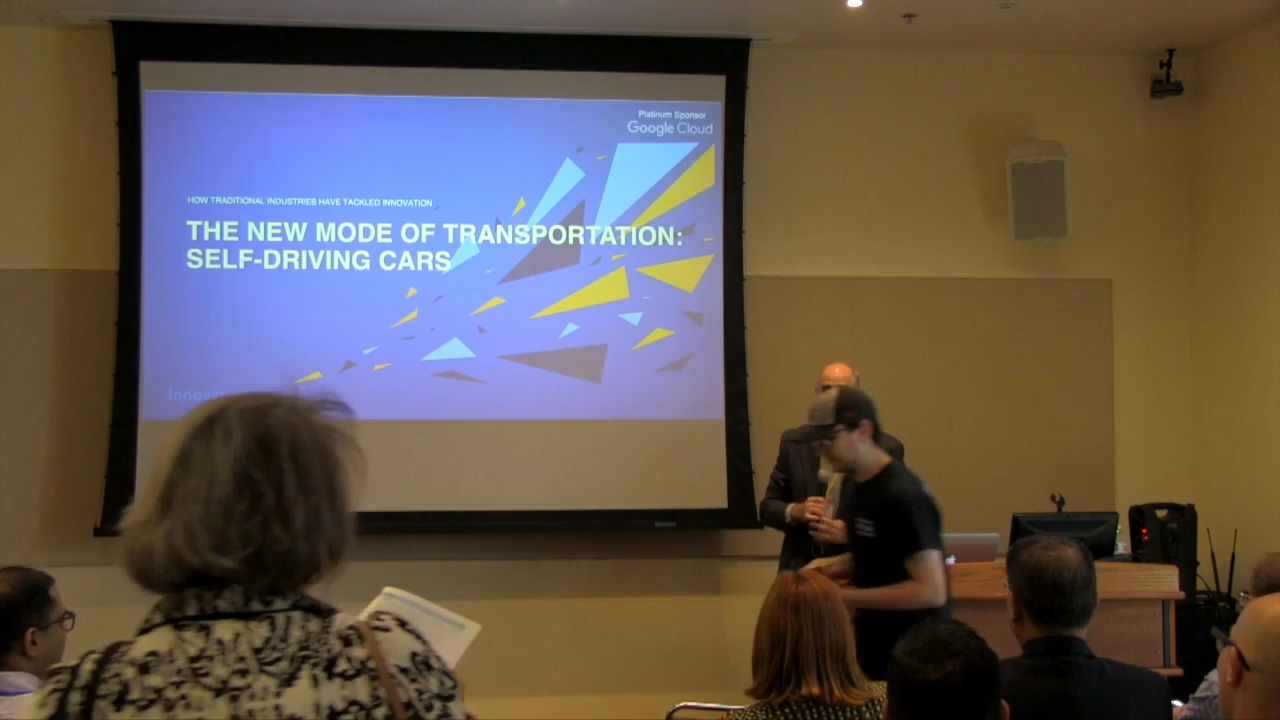 Platinum Sponsor
Google Cloud
HOW TRADITIONAL INDUSTRIES HAVE TACKLED INNOVATION
THE NEW MODE OF TRANSPORTATION:
SELF-DRIVING CARS